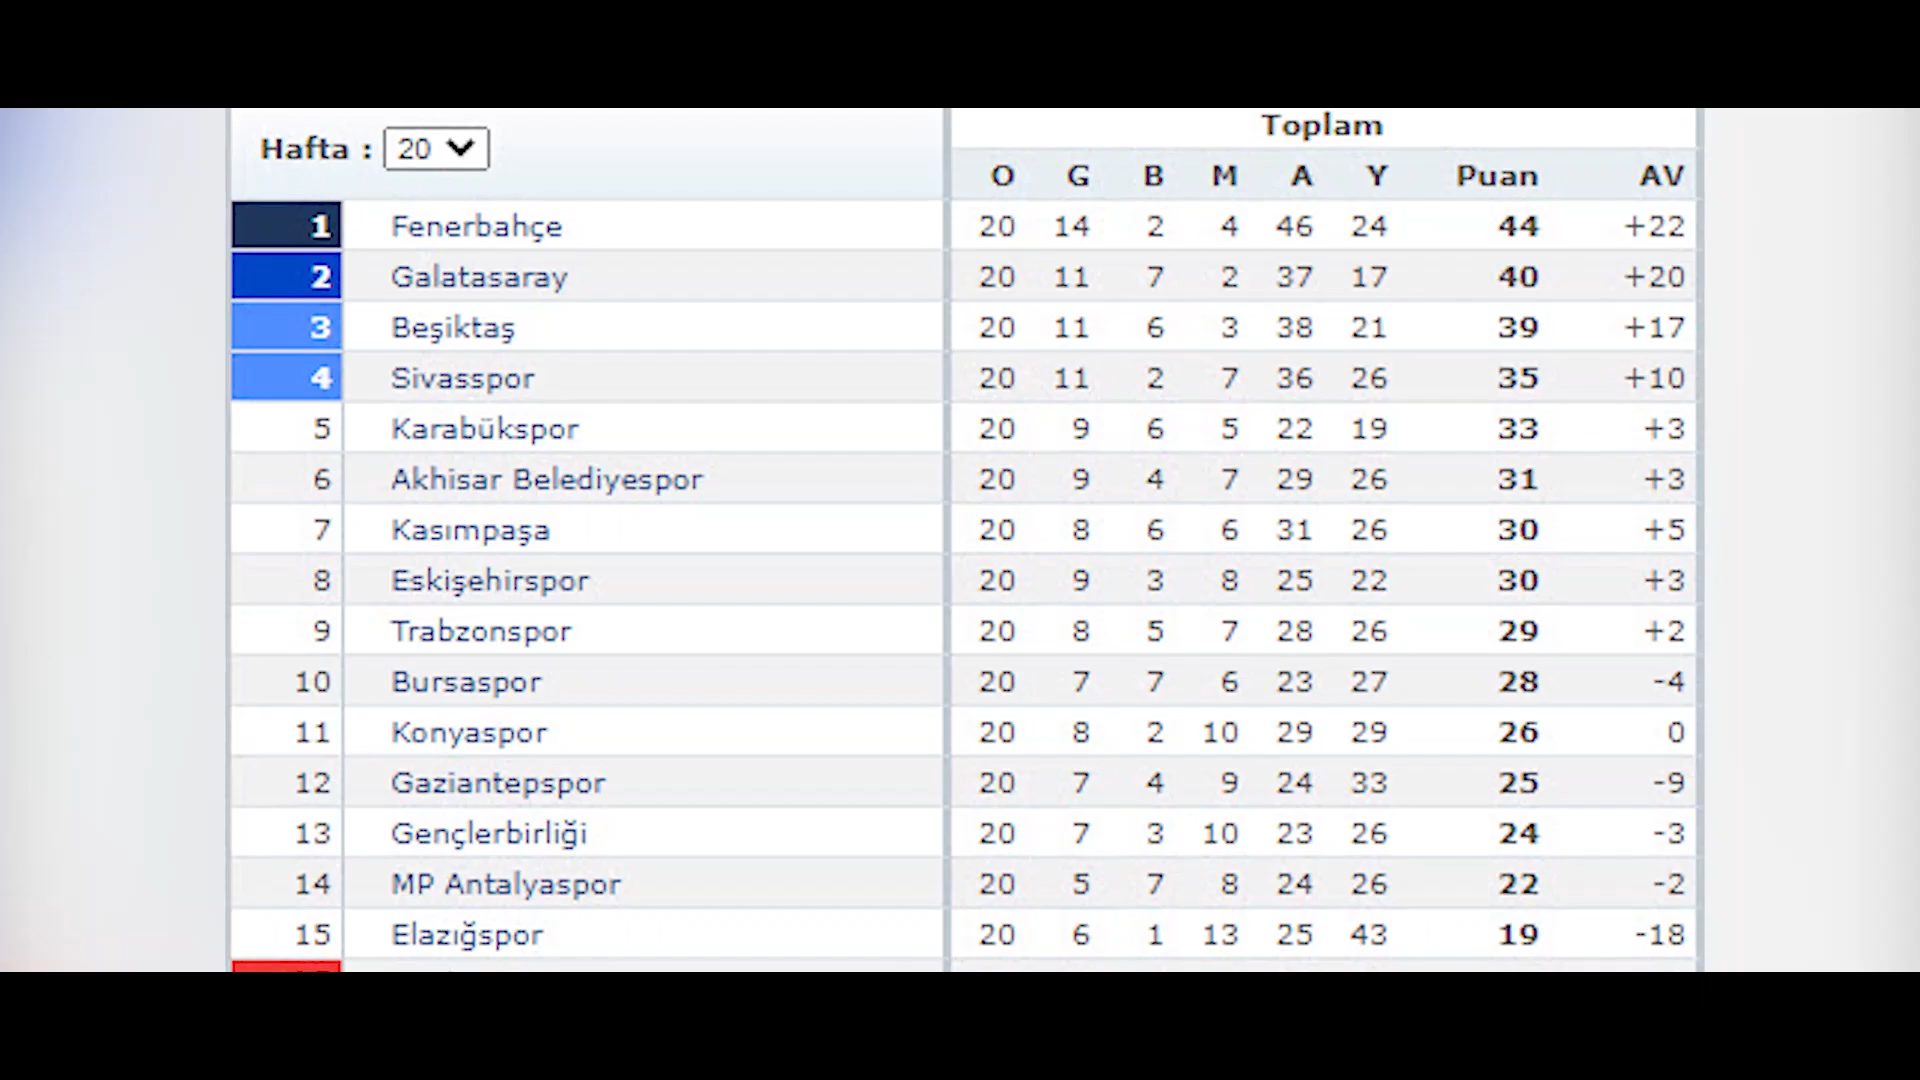 Toplam
Hafta : 20
O G B M A Y Puan AV
1 Fenerbahçe 20 14 2 4 46 24 44 +22
2 Galatasaray 20 11 7 2 37 17 40 +20
3 Beşiktaş 20 11 6 3 38 21 39 +17
4 Sivasspor 20 11 2 7 36 26 35 +10
5 Karabükspor 20 9 6 5 22 19 33 +3
6 Akhisar Belediyespor 20 9 4 7 29 26 31 +3
7 Kasımpaşa 20 8 6 6 31 26 30 +5
8 Eskişehirspor 20 9 3 8 25 22 30 +3
9 Trabzonspor 20 8 5 7 28 26 29 +2
10 Bursaspor 20 7 7 6 23 27 28 -4
11 Konyaspor 20 8 2 10 29 29 26 0
12 Gaziantepspor 20 7 4 9 24 33 25 -9
13 Gençlerbirliği 20 7 3 10 23 26 24 -3
14 MP Antalyaspor 20 5 7 8 24 26 22 -2
15 Elazığspor 20 6 1 13 25 43 19 -18